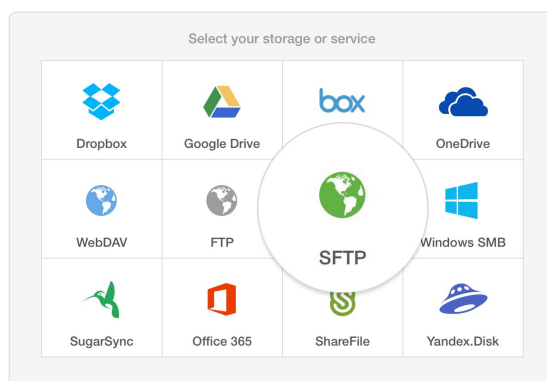 Select your storage or service
box
Dropbox
Google Drive
OneDrive
WebDAV
FTP
SFTP
Windows SMB
SugarSync
Office 365
ShareFile
Yandex.Disk